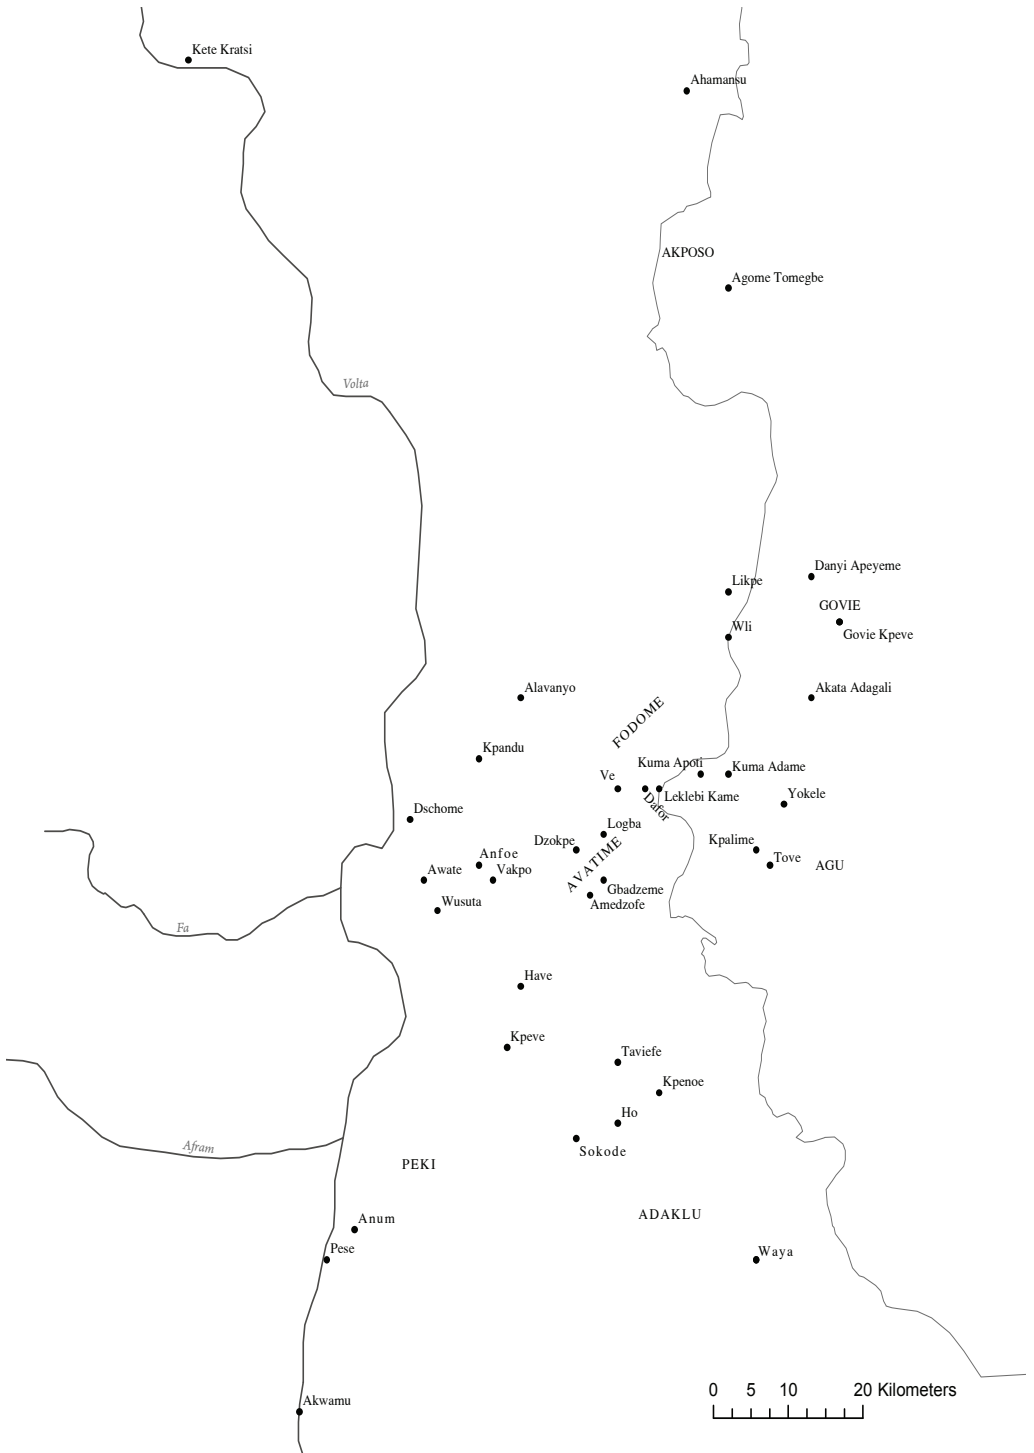 Kete Kratsi
Ahamansu
AKPOSO
Agome Tomegbe
Volta
Danyi Apeyeme
Likpe
GOVIE
Govie Kpeve
Wli
Alavanyo
Akata Adagali
FODOME
Kpandu
Kuma Apoti
Kuma Adame
Ve
Leklebi Kame
Dafor
Yokele
Dschome
Logba
Dzokpe
Kpalime
Tove
AGU
Anfoe
AVATIME
Awate
Vakpo
Gbadzeme
Amedzofe
Wusuta
Fa
Have
Kpeve
Taviefe
Kpenoe
Ho
Afram
Sokode
PEKI
ADAKLU
Anum
Pese
Waya
0 5 10 20 Kilometers
Akwamu